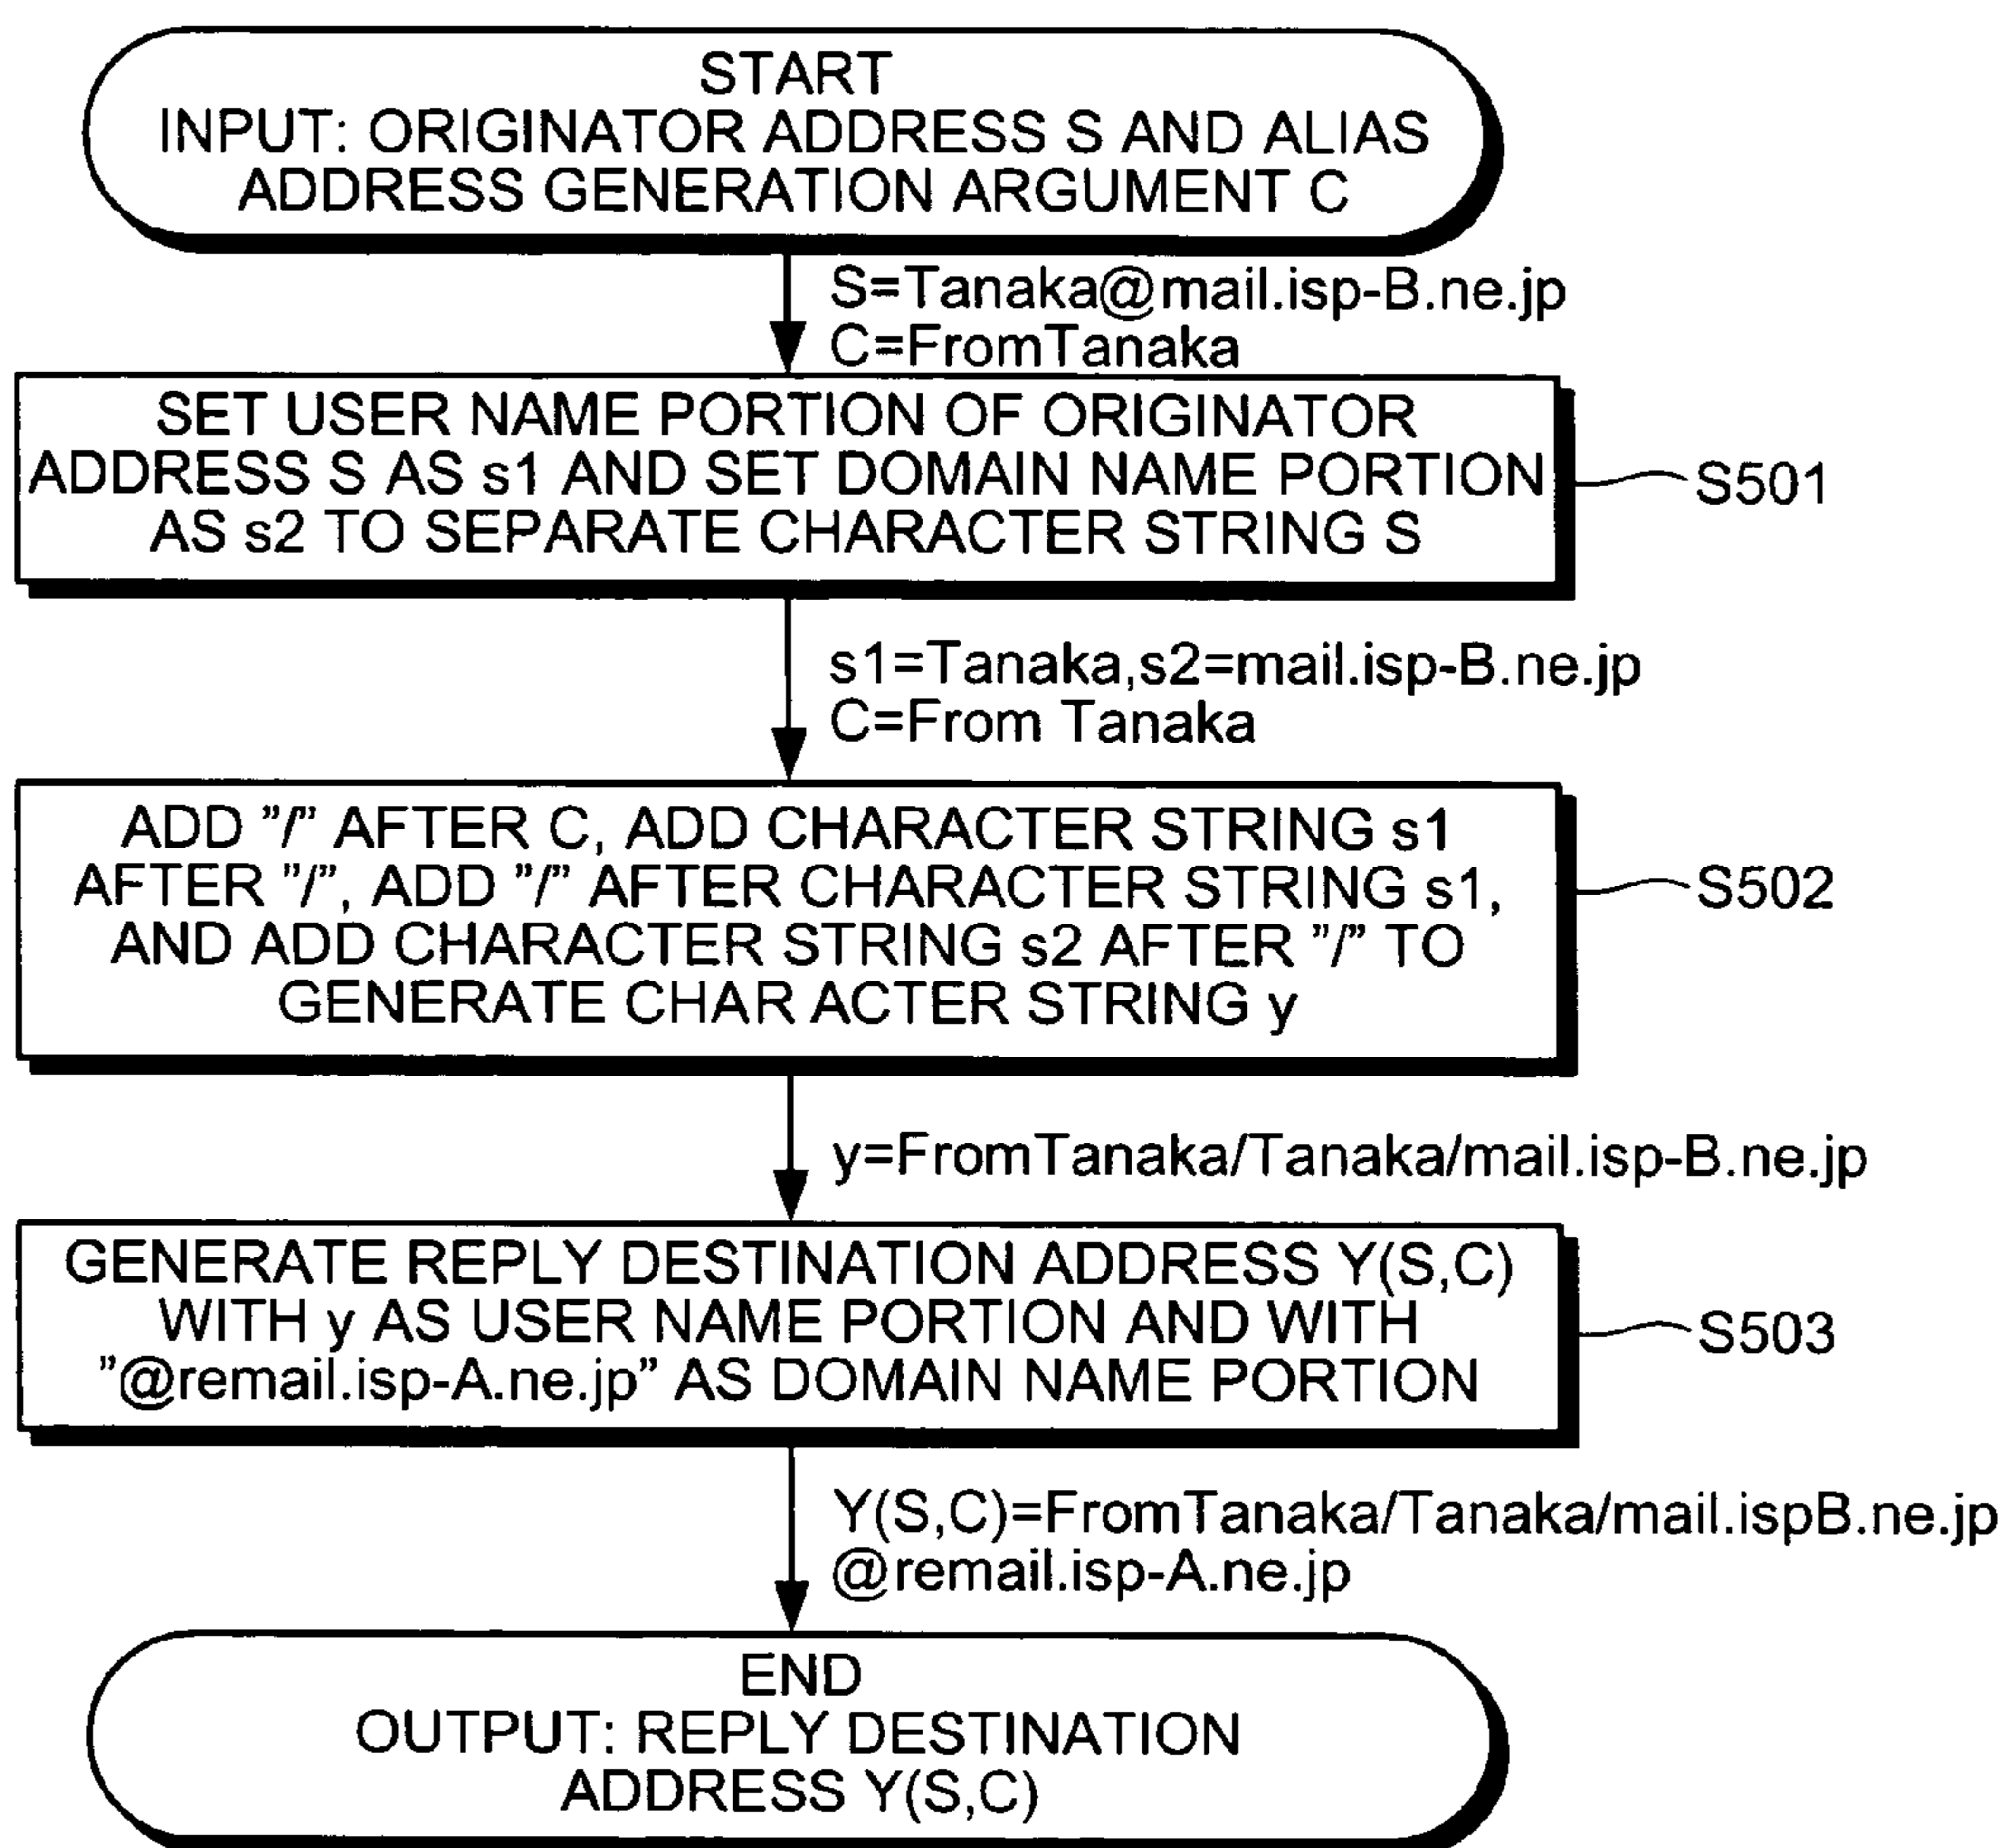 START
INPUT: ORIGINATOR ADDRESS S AND ALIAS
ADDRESS GENERATION ARGUMENT C
S=Tanaka@mail.isp-B.ne.jp
C=FromTanaka
SET USER NAME PORTION OF ORIGINATOR
ADDRESS S AS s1 AND SET DOMAIN NAME PORTION
AS s2 TO SEPARATE CHARACTER STRING S
S501
s1=Tanaka,s2=mail.isp-B.ne.jp
C=From Tanaka
ADD "/" AFTER C, ADD CHARACTER STRING s1
AFTER "/", ADD "/" AFTER CHARACTER STRING s1,
AND ADD CHARACTER STRING s2 AFTER "/" TO
GENERATE CHAR ACTER STRING y
S502
y=FromTanaka/Tanaka/mail.isp-B.ne.jp
GENERATE REPLY DESTINATION ADDRESS Y(S,C)
WITH y AS USER NAME PORTION AND WITH
"@remail.isp-A.ne.jp" AS DOMAIN NAME PORTION
S503
Y(S,C)=FromTanaka/Tanaka/mail.ispB.ne.jp
@remail.isp-A.ne.jp
END
OUTPUT: REPLY DESTINATION
ADDRESS Y(S,C)